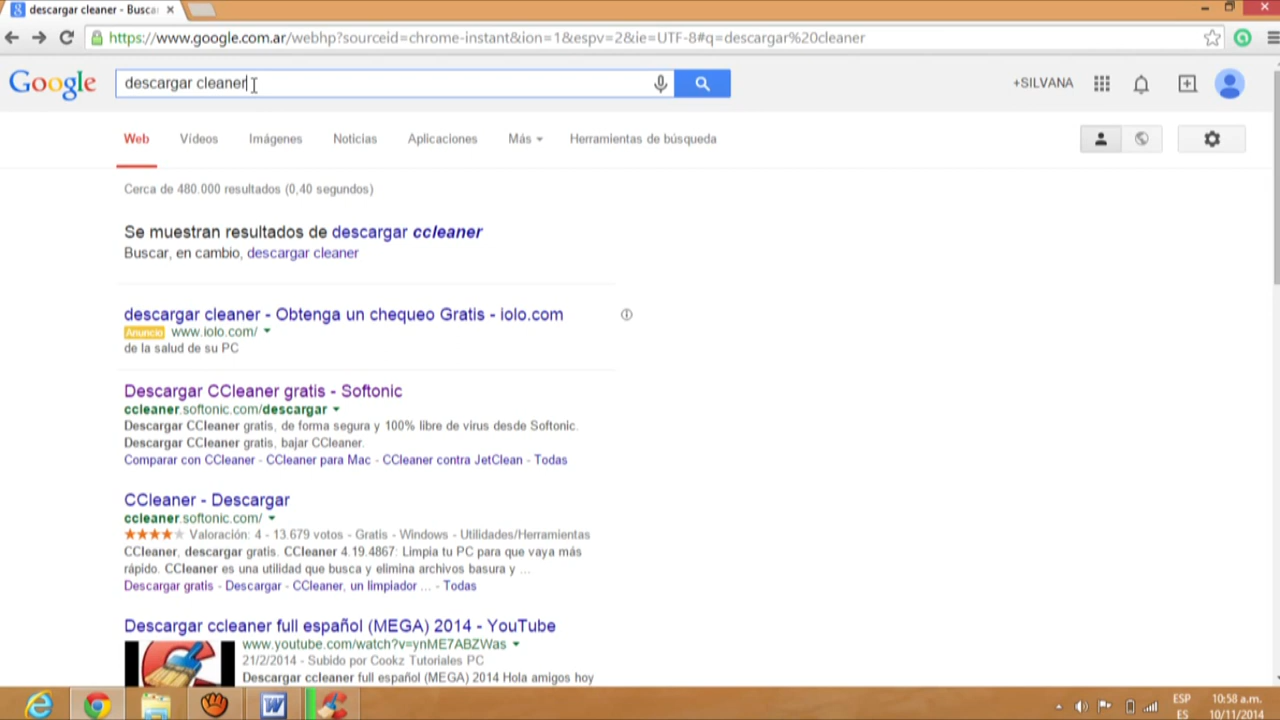 descargar cleaner - Busca
https://www.google.com.ar/webhp?sourceid=chrome-instant&ion=1&espv=2&ie=UTF-8#q=descargar%20cleaner
Google descargar cleaner +SILVANA
Web Vídeos Imágenes Noticias Aplicaciones Más Herramientas de búsqueda
Cerca de 480.000 resultados (0,40 segundos)
Se muestran resultados de descargar ccleaner
Buscar, en cambio, descargar cleaner
descargar cleaner - Obtenga un chequeo Gratis - iolo.com
Anuncio www.iolo.com/
de la salud de su PC
Descargar CCleaner gratis - Softonic
ccleaner.softonic.com/descargar
Descargar CCleaner gratis, de forma segura y 100% libre de virus desde Softonic.
Descargar CCleaner gratis, bajar CCleaner.
Comparar con CCleaner - CCleaner para Mac - CCleaner contra JetClean - Todas
CCleaner - Descargar
ccleaner.softonic.com/
Valoración: 4 - 13.679 votos - Gratis - Windows - Utilidades/Herramientas
CCleaner, descargar gratis. CCleaner 4.19.4867: Limpia tu PC para que vaya más
rápido. CCleaner es una utilidad que busca y elimina archivos basura y ...
Descargar gratis - Descargar - CCleaner, un limpiador ... - Todas
Descargar ccleaner full español (MEGA) 2014 - YouTube
www.youtube.com/watch?v=ynME7ABZWas
21/2/2014 - Subido por Cookz Tutoriales PC
Descargar ccleaner full español (MEGA) 2014 Hola amigos hoy
ESP 10:58 a.m.
ES 10/11/2014